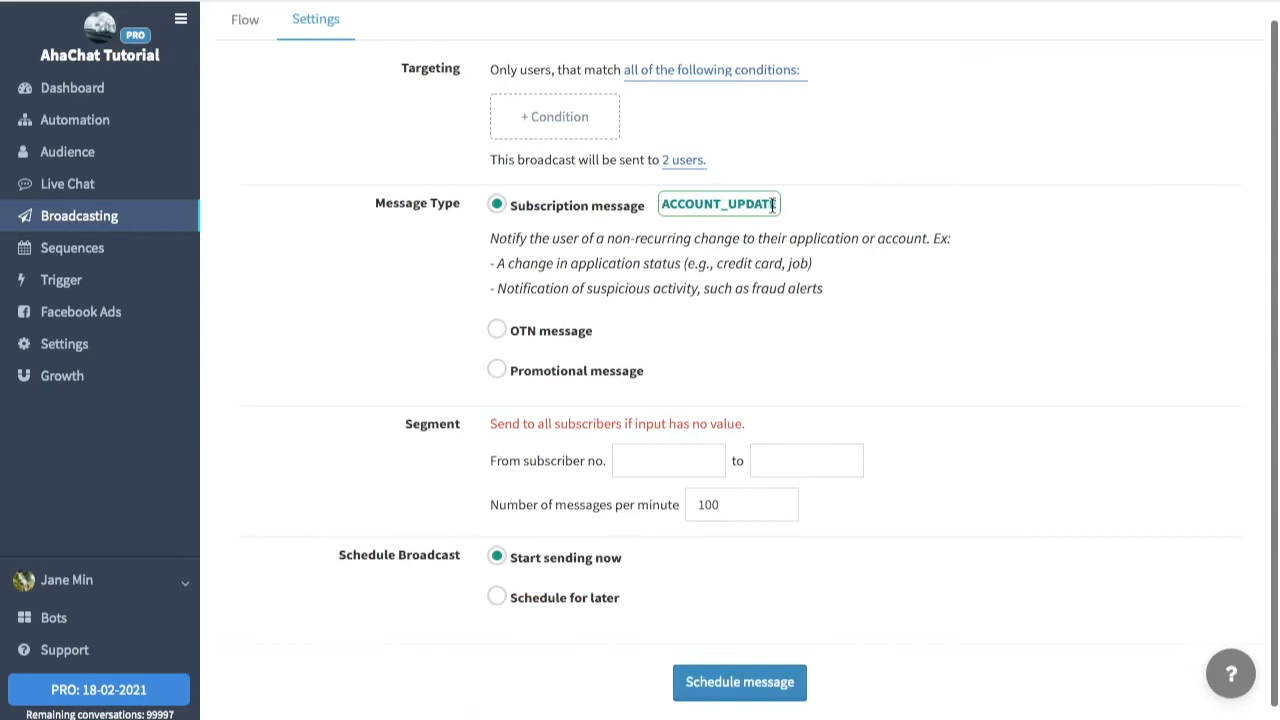 PRO
AhaChat Tutorial
Dashboard
Automation
Audience
Live Chat
Broadcasting
Sequences
Trigger
Facebook Ads
Settings
Growth
Jane Min
Bots
Support
PRO: 18-02-2021
Remaining conversations: 99997
Flow
Settings
Targeting
Only users, that match all of the following conditions:
+ Condition
This broadcast will be sent to 2 users.
Message Type
Subscription message ACCOUNT_UPDATE
Notify the user of a non-recurring change to their application or account. Ex:
- A change in application status (e.g., credit card, job)
- Notification of suspicious activity, such as fraud alerts
OTN message
Promotional message
Segment
Send to all subscribers if input has no value.
From subscriber no. to
Number of messages per minute 100
Schedule Broadcast
Start sending now
Schedule for later
Schedule message
?